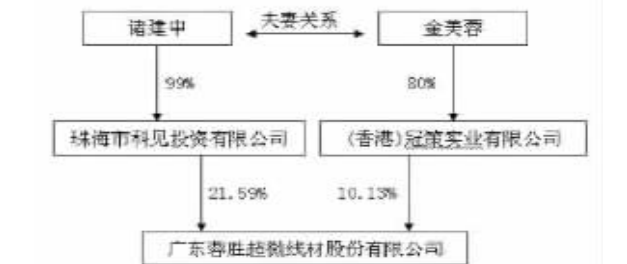 诸建中
夫妻关系
金芙蓉
99%
80%
珠海市科见投资有限公司
(香港)冠策实业有限公司
21.59%
10.13%
广东蓉胜超微线材股份有限公司